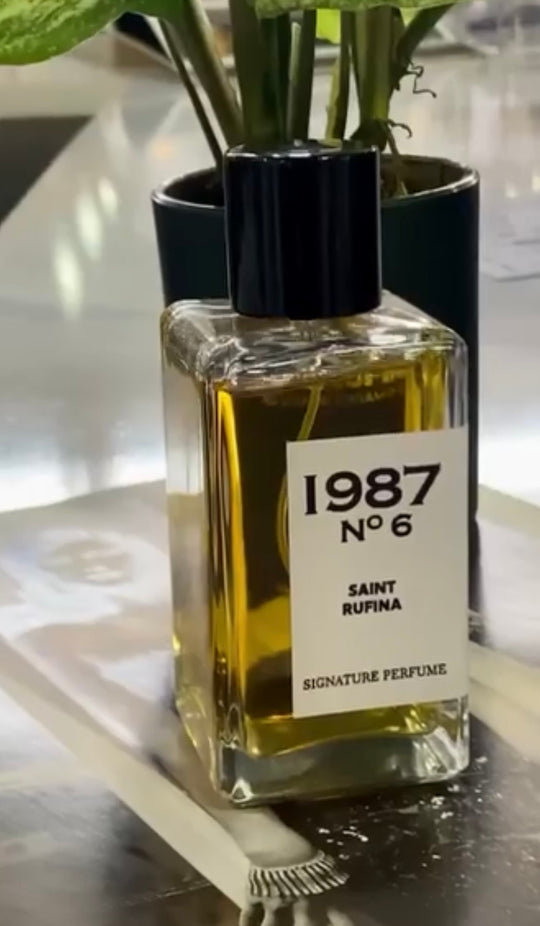 1987
Nº 6
SAINT
RUFINA
SIGNATURE PERFUME